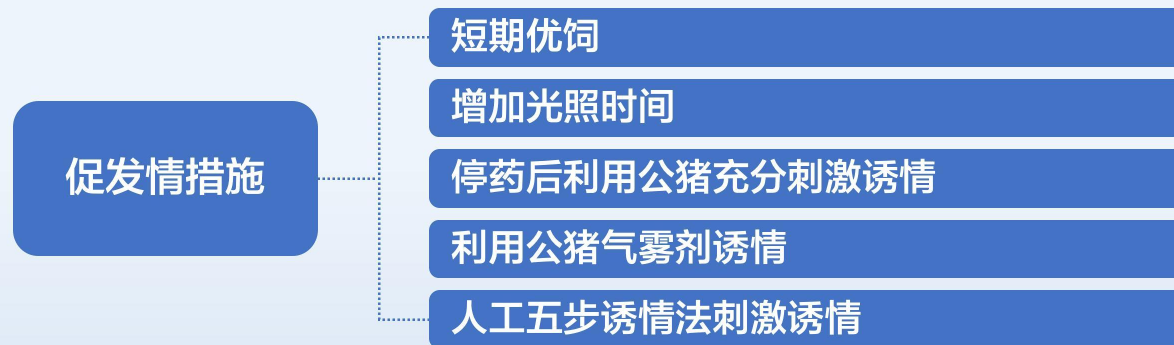 促发情措施
短期优饲
增加光照时间
停药后利用公猪充分刺激诱情
利用公猪气雾剂诱情
人工五步诱情法刺激诱情